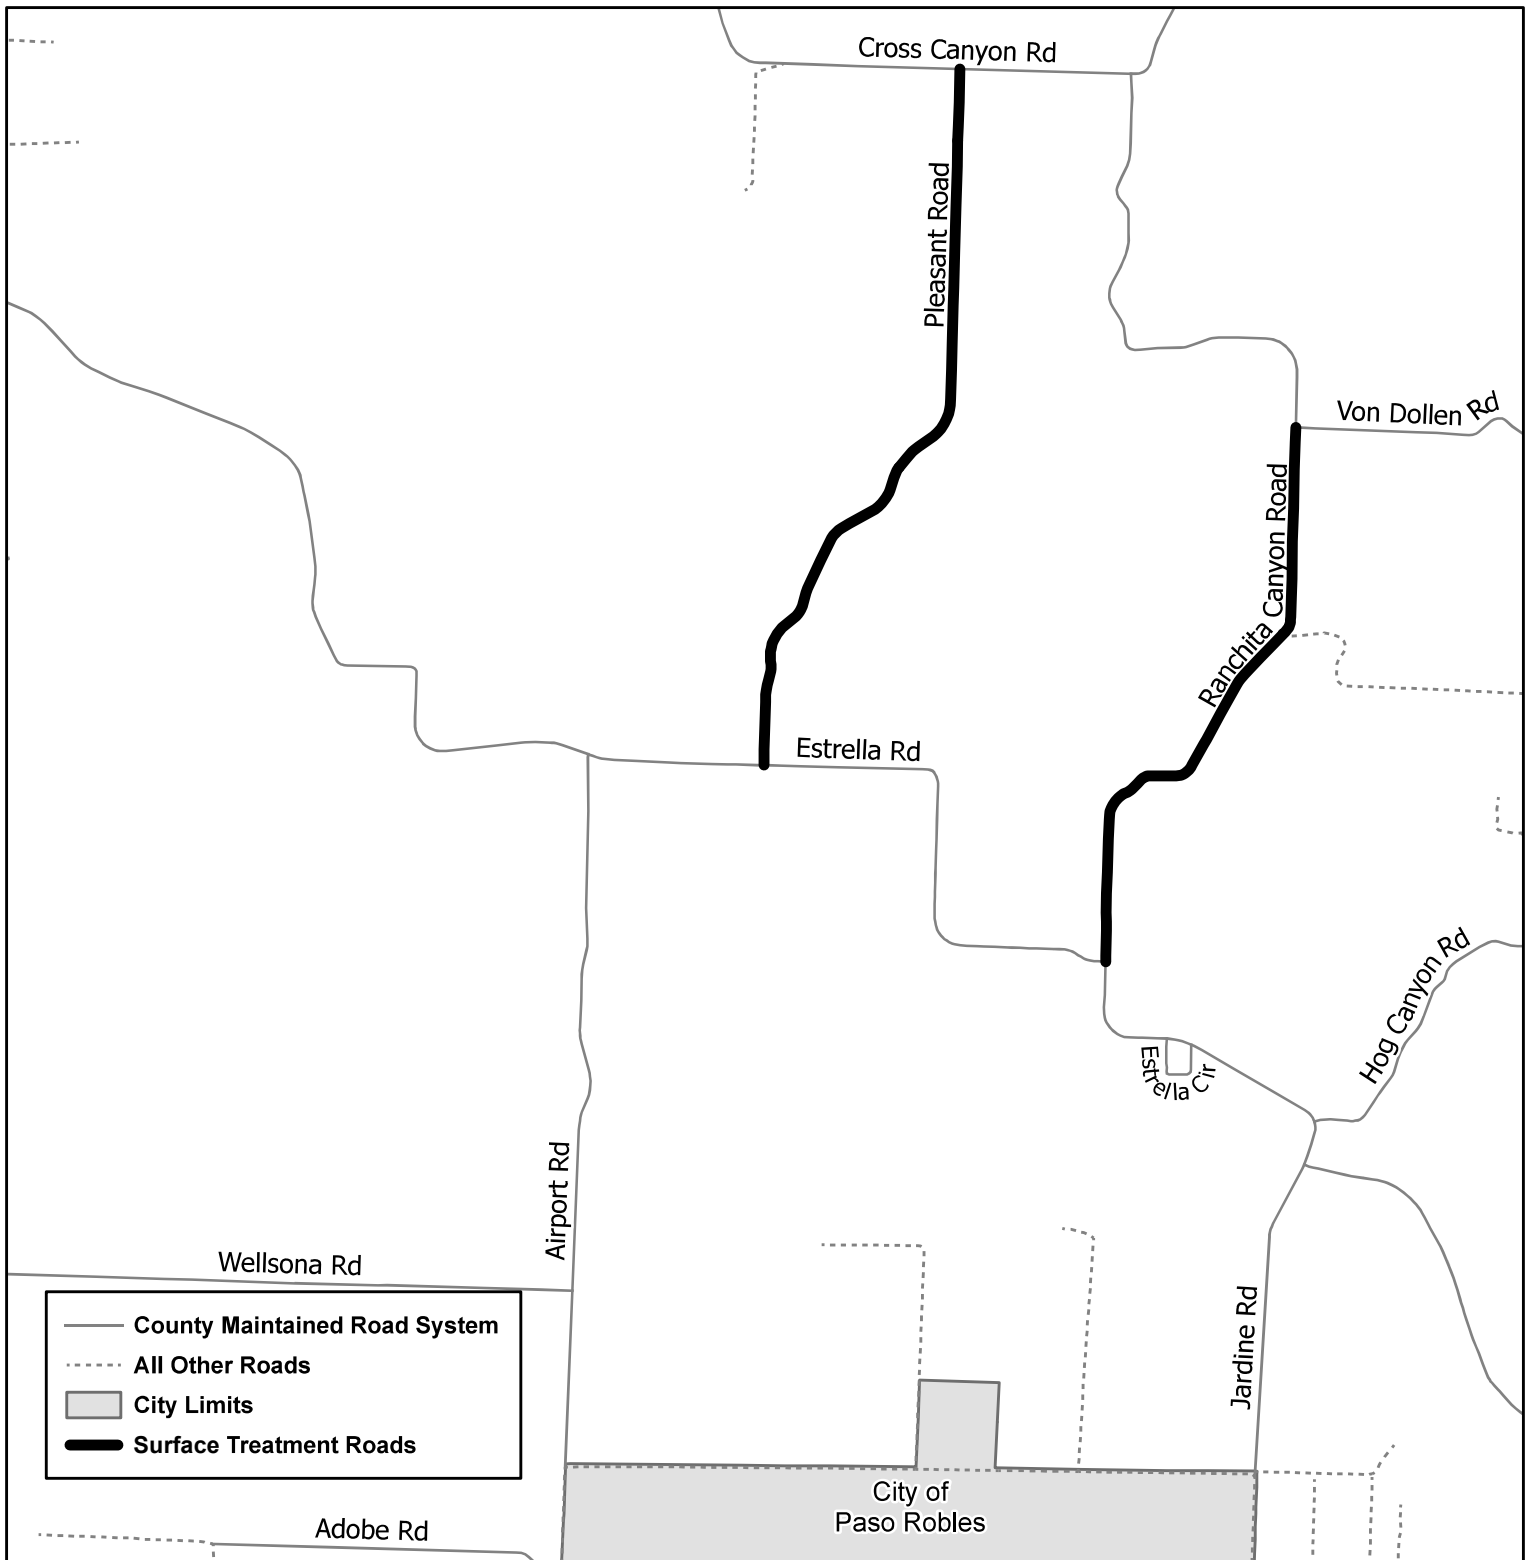 Cross Canyon Rd
Pleasant Road
Von Dollen Rd
Ranchita Canyon Road
Estrella Rd
Hog Canyon Rd
Estrella Cir
Airport Rd
Wellsona Rd
Jardine Rd
County Maintained Road System
All Other Roads
City Limits
Surface Treatment Roads
City of
Paso Robles
Adobe Rd